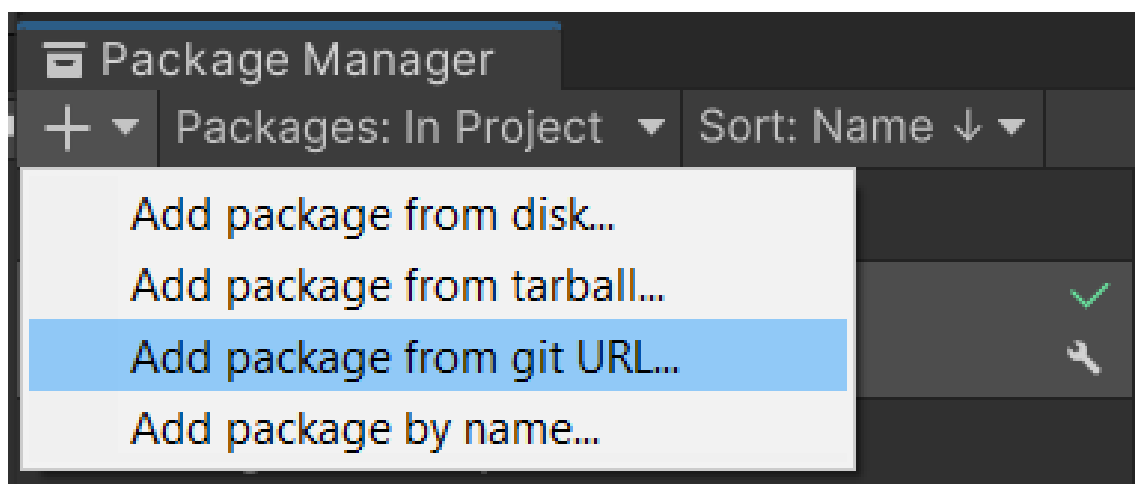 Package Manager
Packages: In Project
Sort: Name ↓
Add package from disk...
Add package from tarball...
Add package from git URL...
Add package by name...